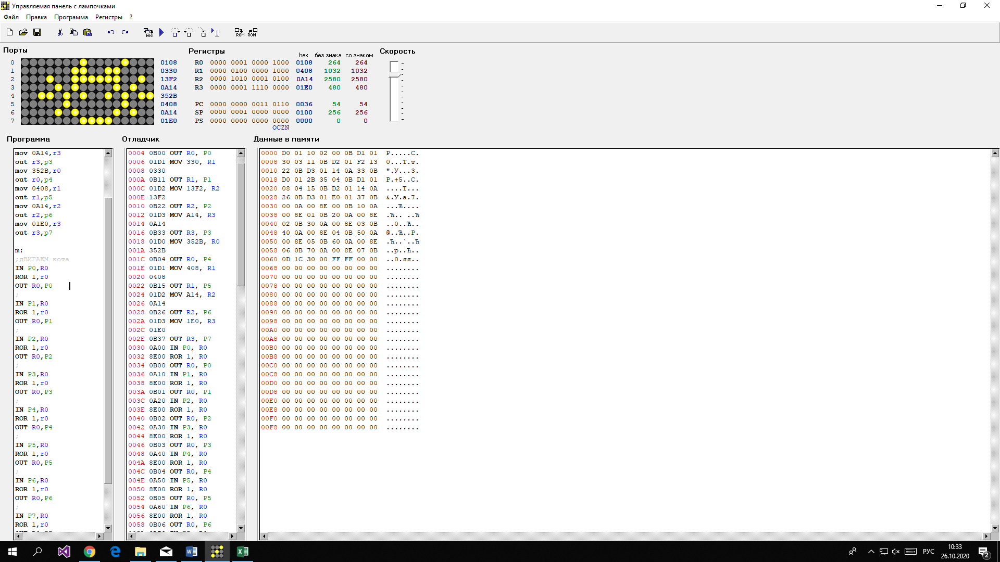 Управляемая панель с лампочками
Файл Правка Программа Регистры ?
Порты
Регистры hex без знака со знаком
Скорость
0 0108 R0 0000 0001 0000 1000 0108 264 264
1 0330 R1 0000 0100 0000 1000 0408 1032 1032
2 13F2 R2 0000 1010 0001 0100 0A14 2580 2580
3 0A14 R3 0000 0001 1110 0000 01E0 480 480
4 352B
5 0408 PC 0000 0000 0011 0110 0036 54 54
6 0A14 SP 0000 0001 0000 0000 0100 256 256
7 01E0 PS 0000 0000 0000 0000 0000 0 0
OCZN
Программа
mov 0A14,r3
out r3,p3
mov 352B,r0
out r0,p4
mov 0408,r1
out r1,p5
mov 0A14,r2
out r2,p6
mov 01E0,r3
out r3,p7
m:
;дВИГАЕМ кота
IN P0,R0
ROR 1,r0
OUT R0,P0
;
IN P1,R0
ROR 1,r0
OUT R0,P1
;
IN P2,R0
ROR 1,r0
OUT R0,P2
;
IN P3,R0
ROR 1,r0
OUT R0,P3
;
IN P4,R0
ROR 1,r0
OUT R0,P4
;
IN P5,R0
ROR 1,r0
OUT R0,P5
;
IN P6,R0
ROR 1,r0
OUT R0,P6
;
IN P7,R0
ROR 1,r0
Отладчик
0004 0B00 OUT R0, P0
0006 01D1 MOV 330, R1
0008 0330
000A 0B11 OUT R1, P1
000C 01D2 MOV 13F2, R2
000E 13F2
0010 0B22 OUT R2, P2
0012 01D3 MOV A14, R3
0014 0A14
0016 0B33 OUT R3, P3
0018 01D0 MOV 352B, R0
001A 352B
001C 0B04 OUT R0, P4
001E 01D1 MOV 408, R1
0020 0408
0022 0B15 OUT R1, P5
0024 01D2 MOV A14, R2
0026 0A14
0028 0B26 OUT R2, P6
002A 01D3 MOV 1E0, R3
002C 01E0
002E 0B37 OUT R3, P7
0030 0A00 IN P0, R0
0032 8E00 ROR 1, R0
0034 0B00 OUT R0, P0
0036 0A10 IN P1, R0
0038 8E00 ROR 1, R0
003A 0B01 OUT R0, P1
003C 0A20 IN P2, R0
003E 8E00 ROR 1, R0
0040 0B02 OUT R0, P2
0042 0A30 IN P3, R0
0044 8E00 ROR 1, R0
0046 0B03 OUT R0, P3
0048 0A40 IN P4, R0
004A 8E00 ROR 1, R0
004C 0B04 OUT R0, P4
004E 0A50 IN P5, R0
0050 8E00 ROR 1, R0
0052 0B05 OUT R0, P5
0054 0A60 IN P6, R0
0056 8E00 ROR 1, R0
0058 0B06 OUT R0, P6
Данные в памяти
0000 D0 01 10 02 00 0B D1 01 Р.....С.
0008 30 03 11 0B D2 01 F2 13 0...Т.т.
0010 22 0B D3 01 14 0A 33 0B ".У...3.
0018 D0 01 2B 35 04 0B D1 01 Р.+5..С.
0020 08 04 15 0B D2 01 14 0A ....Т...
0028 26 0B D3 01 E0 01 37 0B &.У.а.7.
0030 00 0A 00 8E 00 0B 10 0A ...Ћ....
0038 00 8E 01 0B 20 0A 00 8E .Ћ.. ..Ћ
0040 02 0B 30 0A 00 8E 03 0B ..0..Ћ..
0048 40 0A 00 8E 04 0B 50 0A @..Ћ..P.
0050 00 8E 05 0B 60 0A 00 8E .Ћ..`..Ћ
0058 06 0B 70 0A 00 8E 07 0B ..p..Ћ..
0060 0D 1C 30 00 FF FF 00 00 ..0.яя..
0068 00 00 00 00 00 00 00 00 ........
0070 00 00 00 00 00 00 00 00 ........
0078 00 00 00 00 00 00 00 00 ........
0080 00 00 00 00 00 00 00 00 ........
0088 00 00 00 00 00 00 00 00 ........
0090 00 00 00 00 00 00 00 00 ........
0098 00 00 00 00 00 00 00 00 ........
00A0 00 00 00 00 00 00 00 00 ........
00A8 00 00 00 00 00 00 00 00 ........
00B0 00 00 00 00 00 00 00 00 ........
00B8 00 00 00 00 00 00 00 00 ........
00C0 00 00 00 00 00 00 00 00 ........
00C8 00 00 00 00 00 00 00 00 ........
00D0 00 00 00 00 00 00 00 00 ........
00D8 00 00 00 00 00 00 00 00 ........
00E0 00 00 00 00 00 00 00 00 ........
00E8 00 00 00 00 00 00 00 00 ........
00F0 00 00 00 00 00 00 00 00 ........
00F8 00 00 00 00 00 00 00 00 ........
РУС
10:33
26.10.2020
2